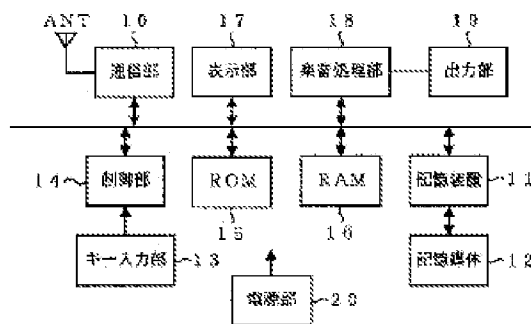 ANT
10 17 18 19
通信部 表示部 楽音処理部 出力部
14 制御部 ROM RAM 記憶装置 11
15 16
キー入力部 13 記憶媒体 12
電源部 20